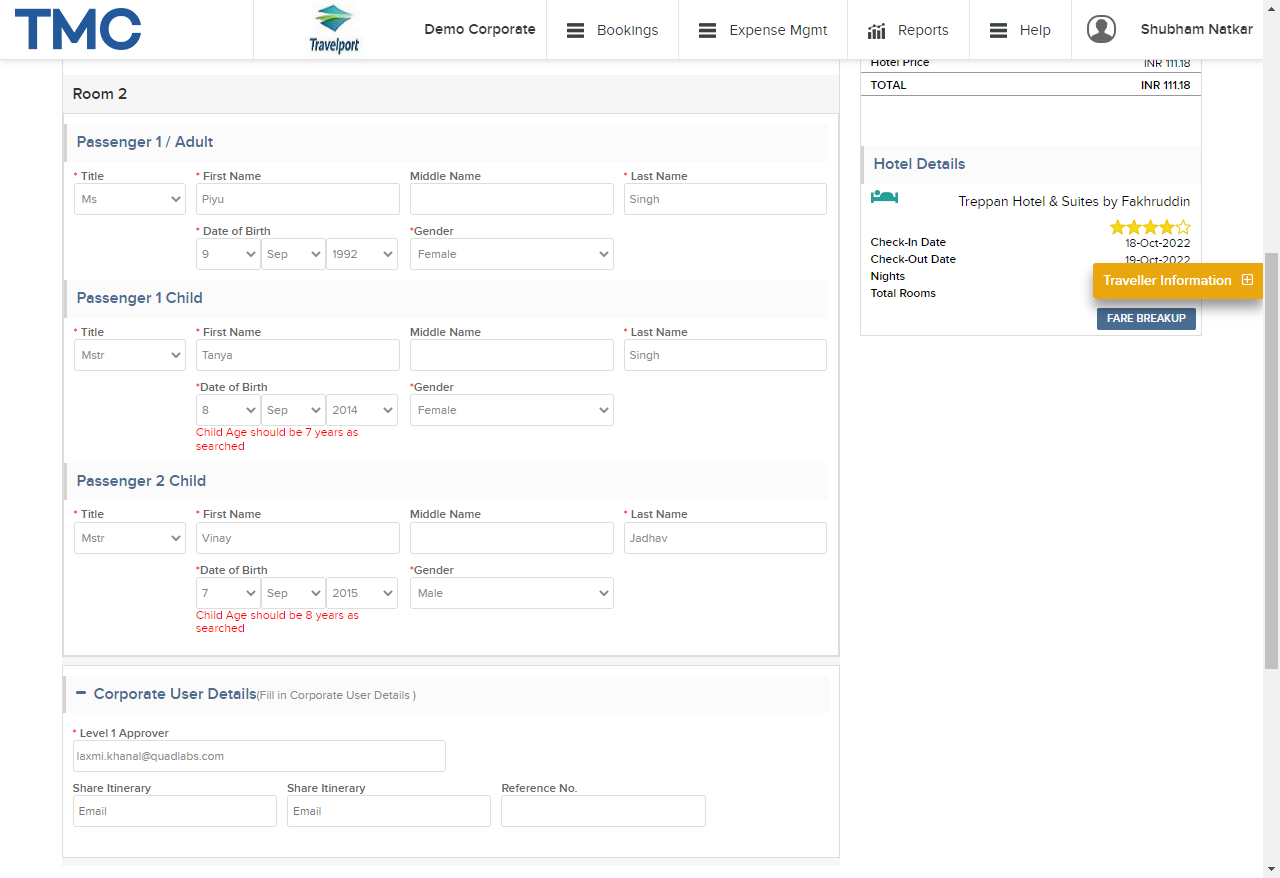 TMC
Travelport
Demo Corporate
Bookings
Expense Mgmt
Reports
Help
Shubham Natkar
Room 2
Passenger 1 / Adult
* Title
* First Name
Middle Name
* Last Name
Ms
Piyu
Singh
* Date of Birth
*Gender
9
Sep
1992
Female
Passenger 1 Child
* Title
* First Name
Middle Name
* Last Name
Mstr
Tanya
Singh
*Date of Birth
*Gender
8
Sep
2014
Female
Child Age should be 7 years as
searched
Passenger 2 Child
* Title
* First Name
Middle Name
* Last Name
Mstr
Vinay
Jadhav
*Date of Birth
*Gender
7
Sep
2015
Male
Child Age should be 8 years as
searched
Corporate User Details(Fill in Corporate User Details )
* Level 1 Approver
laxmi.khanal@quadlabs.com
Share Itinerary
Share Itinerary
Reference No.
Email
Email
Hotel Price INR 111.18
TOTAL INR 111.18
Hotel Details
Treppan Hotel & Suites by Fakhruddin
Check-In Date 18-Oct-2022
Check-Out Date 19-Oct-2022
Nights
Total Rooms
Traveller Information
FARE BREAKUP